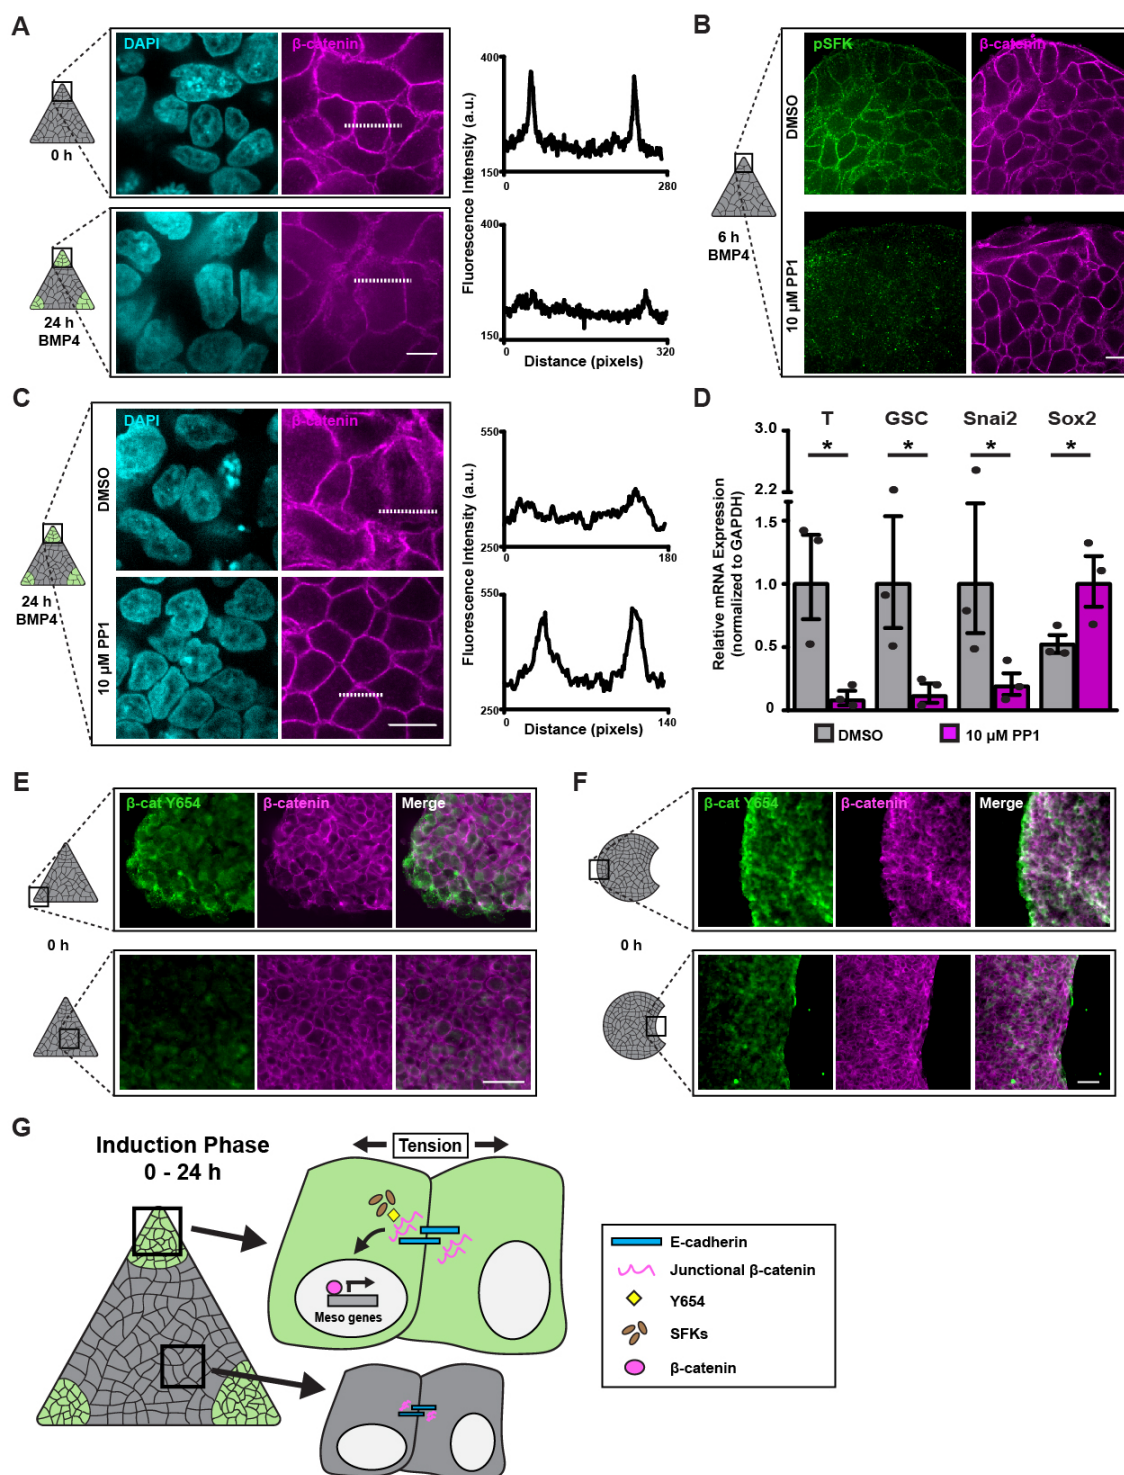 A
DAPI
β-catenin
0 h
24 h
BMP4
Fluorescence Intensity (a.u.)
400
150
0
280
400
150
0
320
Distance (pixels)
B
pSFK
β-catenin
DMSO
10 μM PP1
6 h
BMP4
C
DAPI
β-catenin
DMSO
10 μM PP1
24 h
BMP4
Fluorescence Intensity (a.u.)
550
250
0
180
550
250
0
140
Distance (pixels)
D
T
GSC
Snai2
Sox2
*
*
*
*
Relative mRNA Expression
(normalized to GAPDH)
3.0
2.2
1.5
1.0
0.5
0
DMSO
10 μM PP1
E
β-cat Y654
β-catenin
Merge
0 h
F
β-cat Y654
β-catenin
Merge
0 h
G
Induction Phase
0 - 24 h
Tension
Meso genes
E-cadherin
Junctional β-catenin
Y654
SFKs
β-catenin